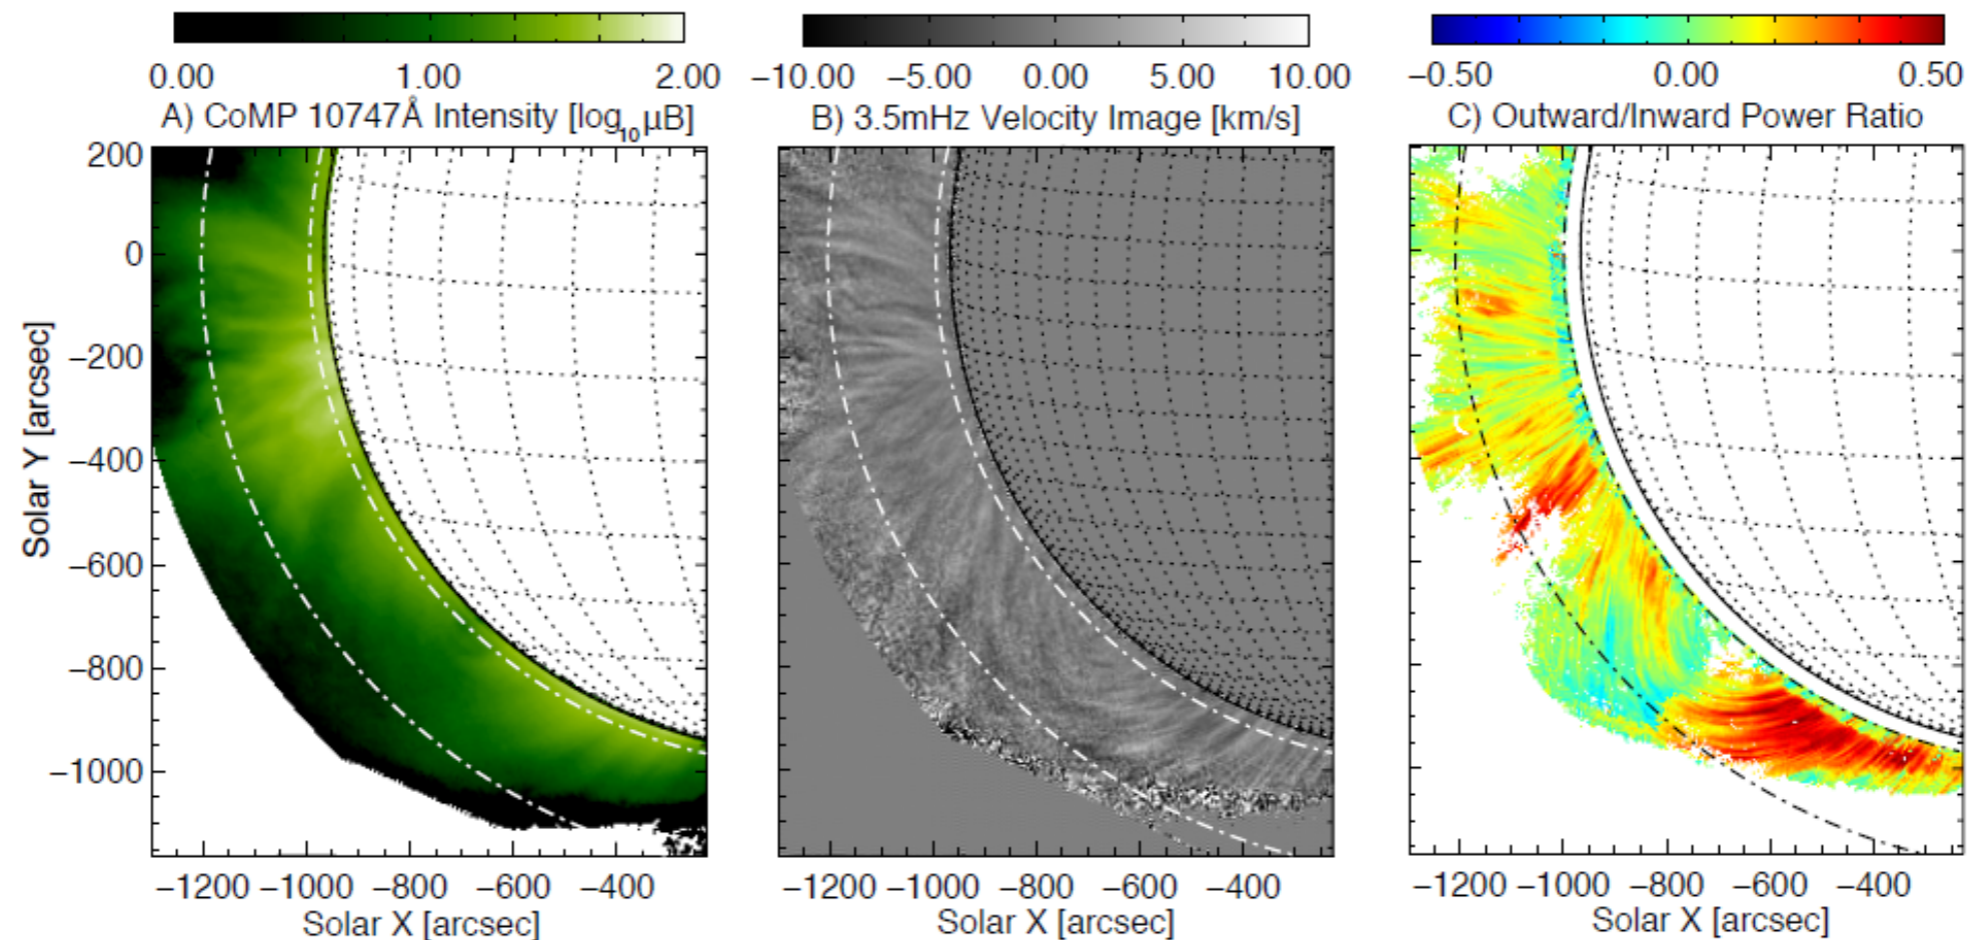 0.00 1.00 2.00
A) CoMP 10747Å Intensity [log₁₀μB]
−10.00 −5.00 0.00 5.00 10.00
B) 3.5mHz Velocity Image [km/s]
−0.50 0.00 0.50
C) Outward/Inward Power Ratio
Solar Y [arcsec]
200
0
−200
−400
−600
−800
−1000
−1200 −1000 −800 −600 −400
Solar X [arcsec]
−1200 −1000 −800 −600 −400
Solar X [arcsec]
−1200 −1000 −800 −600 −400
Solar X [arcsec]